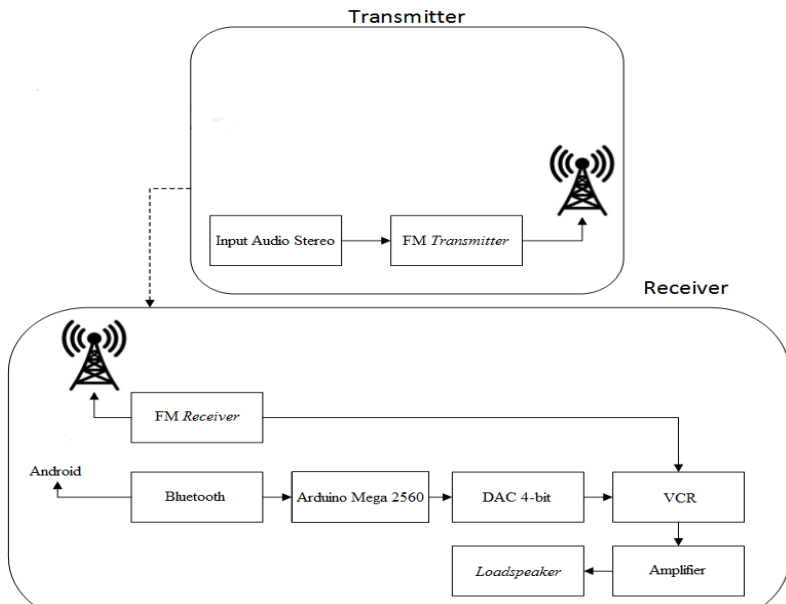 Transmitter
Input Audio Stereo
FM Transmitter
Receiver
FM Receiver
Android
Bluetooth
Arduino Mega 2560
DAC 4-bit
VCR
Loadspeaker
Amplifier